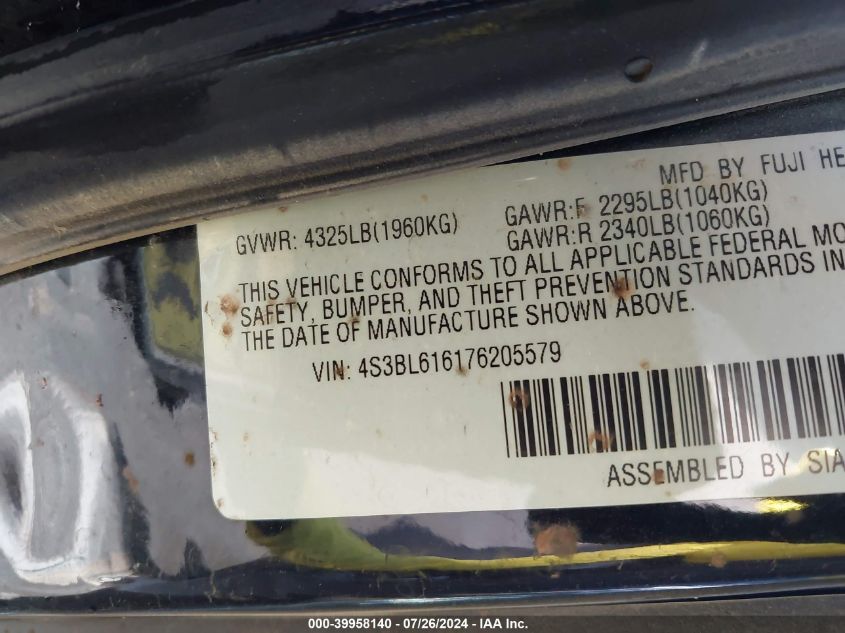 MFD BY FUJI HE
GVWR: 4325LB(1960KG)
GAWR:F 2295LB(1040KG)
GAWR:R 2340LB(1060KG)
THIS VEHICLE CONFORMS TO ALL APPLICABLE FEDERAL MO
SAFETY, BUMPER, AND THEFT PREVENTION STANDARDS IN
THE DATE OF MANUFACTURE SHOWN ABOVE.
VIN: 4S3BL616176205579
ASSEMBLED BY SIA
000-39958140 - 07/26/2024 - IAA Inc.